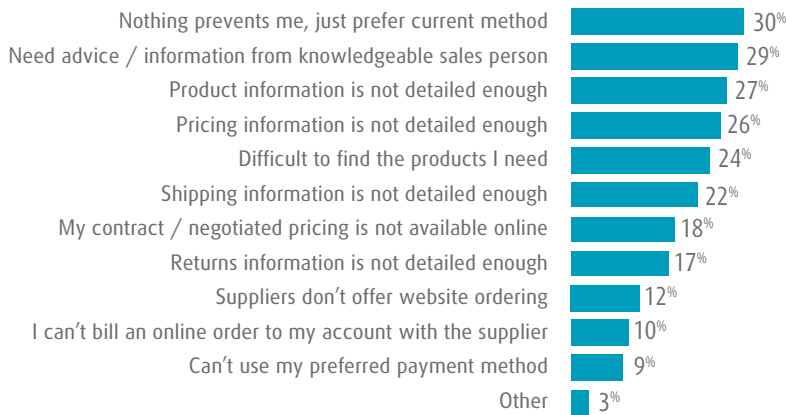 Nothing prevents me, just prefer current method 30%
Need advice / information from knowledgeable sales person 29%
Product information is not detailed enough 27%
Pricing information is not detailed enough 26%
Difficult to find the products I need 24%
Shipping information is not detailed enough 22%
My contract / negotiated pricing is not available online 18%
Returns information is not detailed enough 17%
Suppliers don’t offer website ordering 12%
I can’t bill an online order to my account with the supplier 10%
Can’t use my preferred payment method 9%
Other 3%